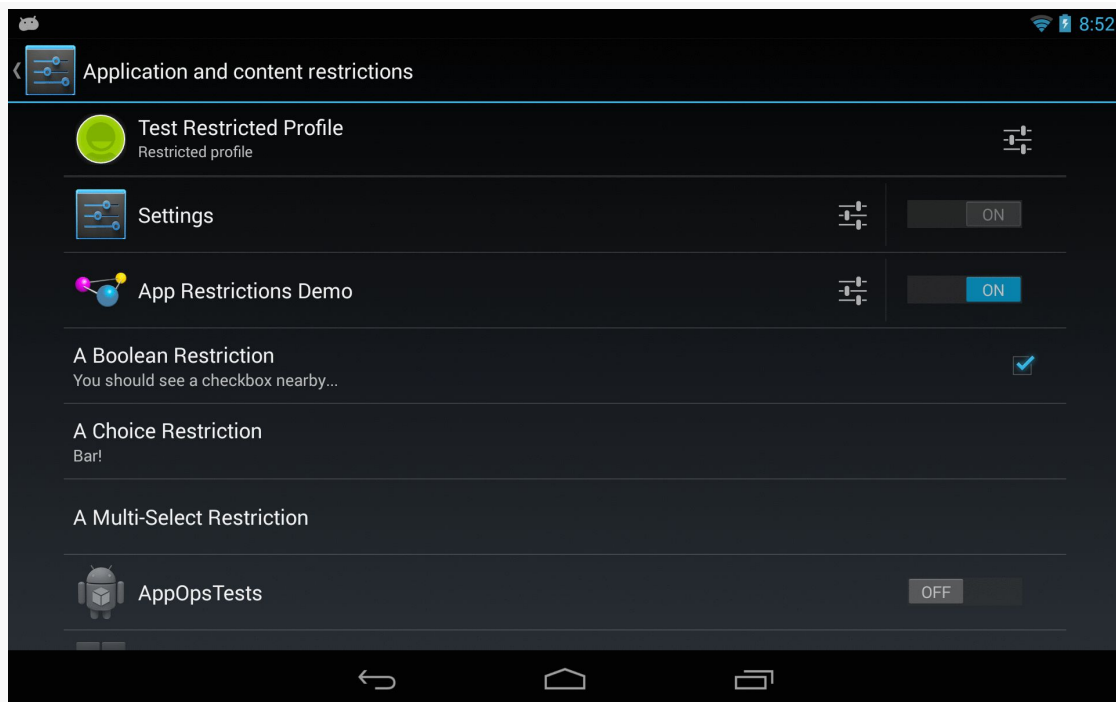 8:52
Application and content restrictions
Test Restricted Profile
Restricted profile
Settings
ON
App Restrictions Demo
ON
A Boolean Restriction
You should see a checkbox nearby...
A Choice Restriction
Bar!
A Multi-Select Restriction
AppOpsTests
OFF